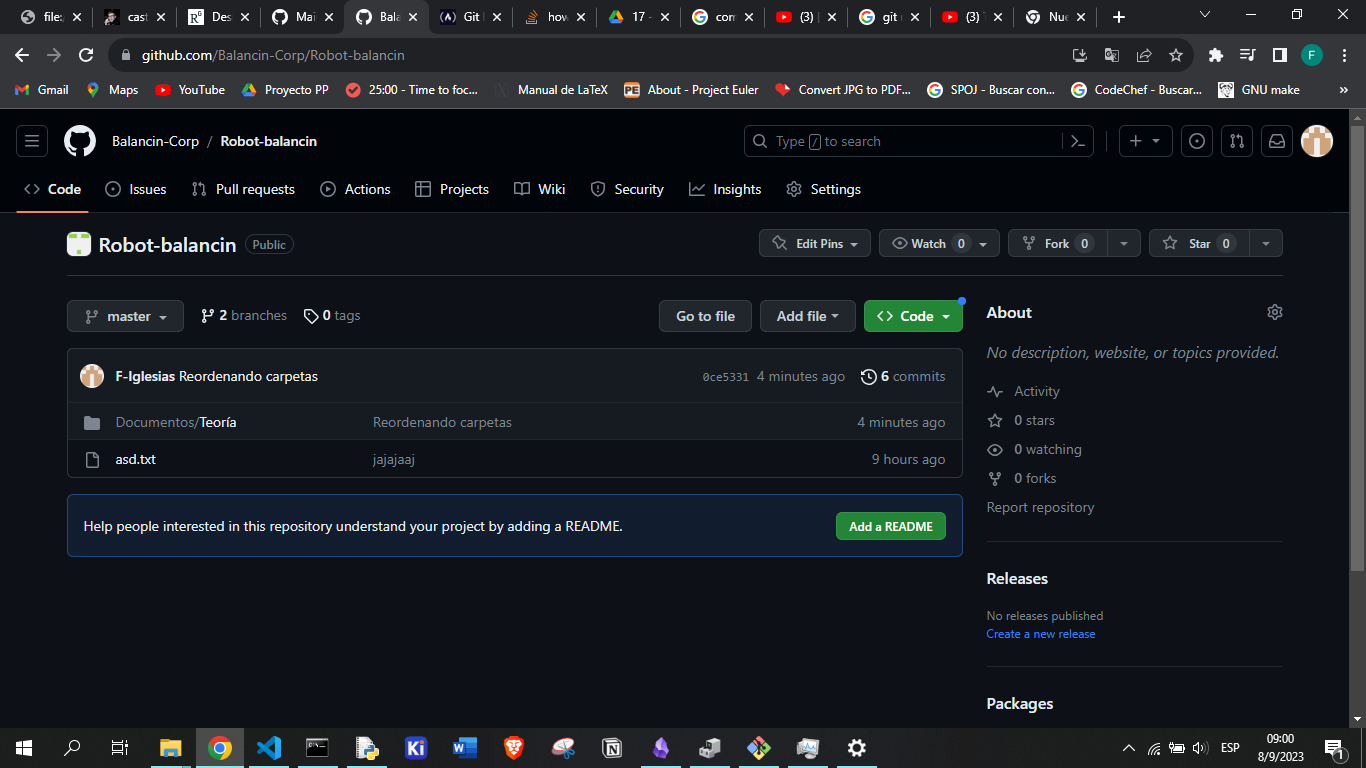 file:/
cast
Des
Mai
Bala
Git
how
17 -
com
(3)
git r
(3) T
Nue
github.com/Balancin-Corp/Robot-balancin
F
Gmail
Maps
YouTube
Proyecto PP
25:00 - Time to foc...
Manual de LaTeX
About - Project Euler
Convert JPG to PDF...
SPOJ - Buscar con...
CodeChef - Buscar...
GNU make
»
Balancin-Corp / Robot-balancin
Type / to search
Code
Issues
Pull requests
Actions
Projects
Wiki
Security
Insights
Settings
Robot-balancin
Public
Edit Pins
Watch 0
Fork 0
Star 0
master
2 branches
0 tags
Go to file
Add file
Code
About
No description, website, or topics provided.
F-Iglesias Reordenando carpetas
0ce5331 4 minutes ago
6 commits
Documentos/Teoría
Reordenando carpetas
4 minutes ago
asd.txt
jajajaaj
9 hours ago
Help people interested in this repository understand your project by adding a README.
Add a README
Activity
0 stars
0 watching
0 forks
Report repository
Releases
No releases published
Create a new release
Packages
Ki
ESP
09:00
8/9/2023
1